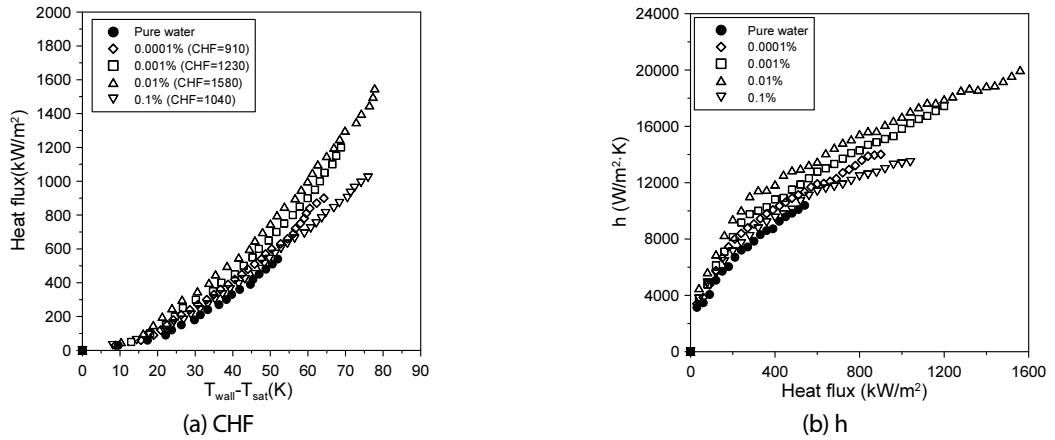 2000
1800
1600
1400
1200
1000
800
600
400
200
0
Heat flux(kW/m²)
Pure water
0.0001% (CHF=910)
0.001% (CHF=1230)
0.01% (CHF=1580)
0.1% (CHF=1040)
0 10 20 30 40 50 60 70 80 90
T_wall-T_sat(K)
(a) CHF
24000
20000
16000
12000
8000
4000
0
h (W/m²·K)
Pure water
0.0001%
0.001%
0.01%
0.1%
0 400 800 1200 1600
Heat flux (kW/m²)
(b) h